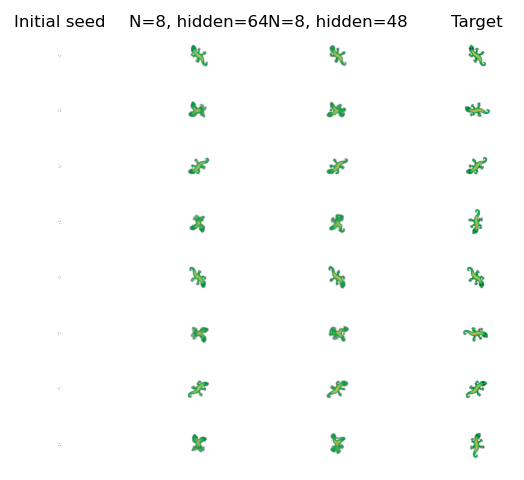 Initial seed N=8, hidden=64 N=8, hidden=48 Target